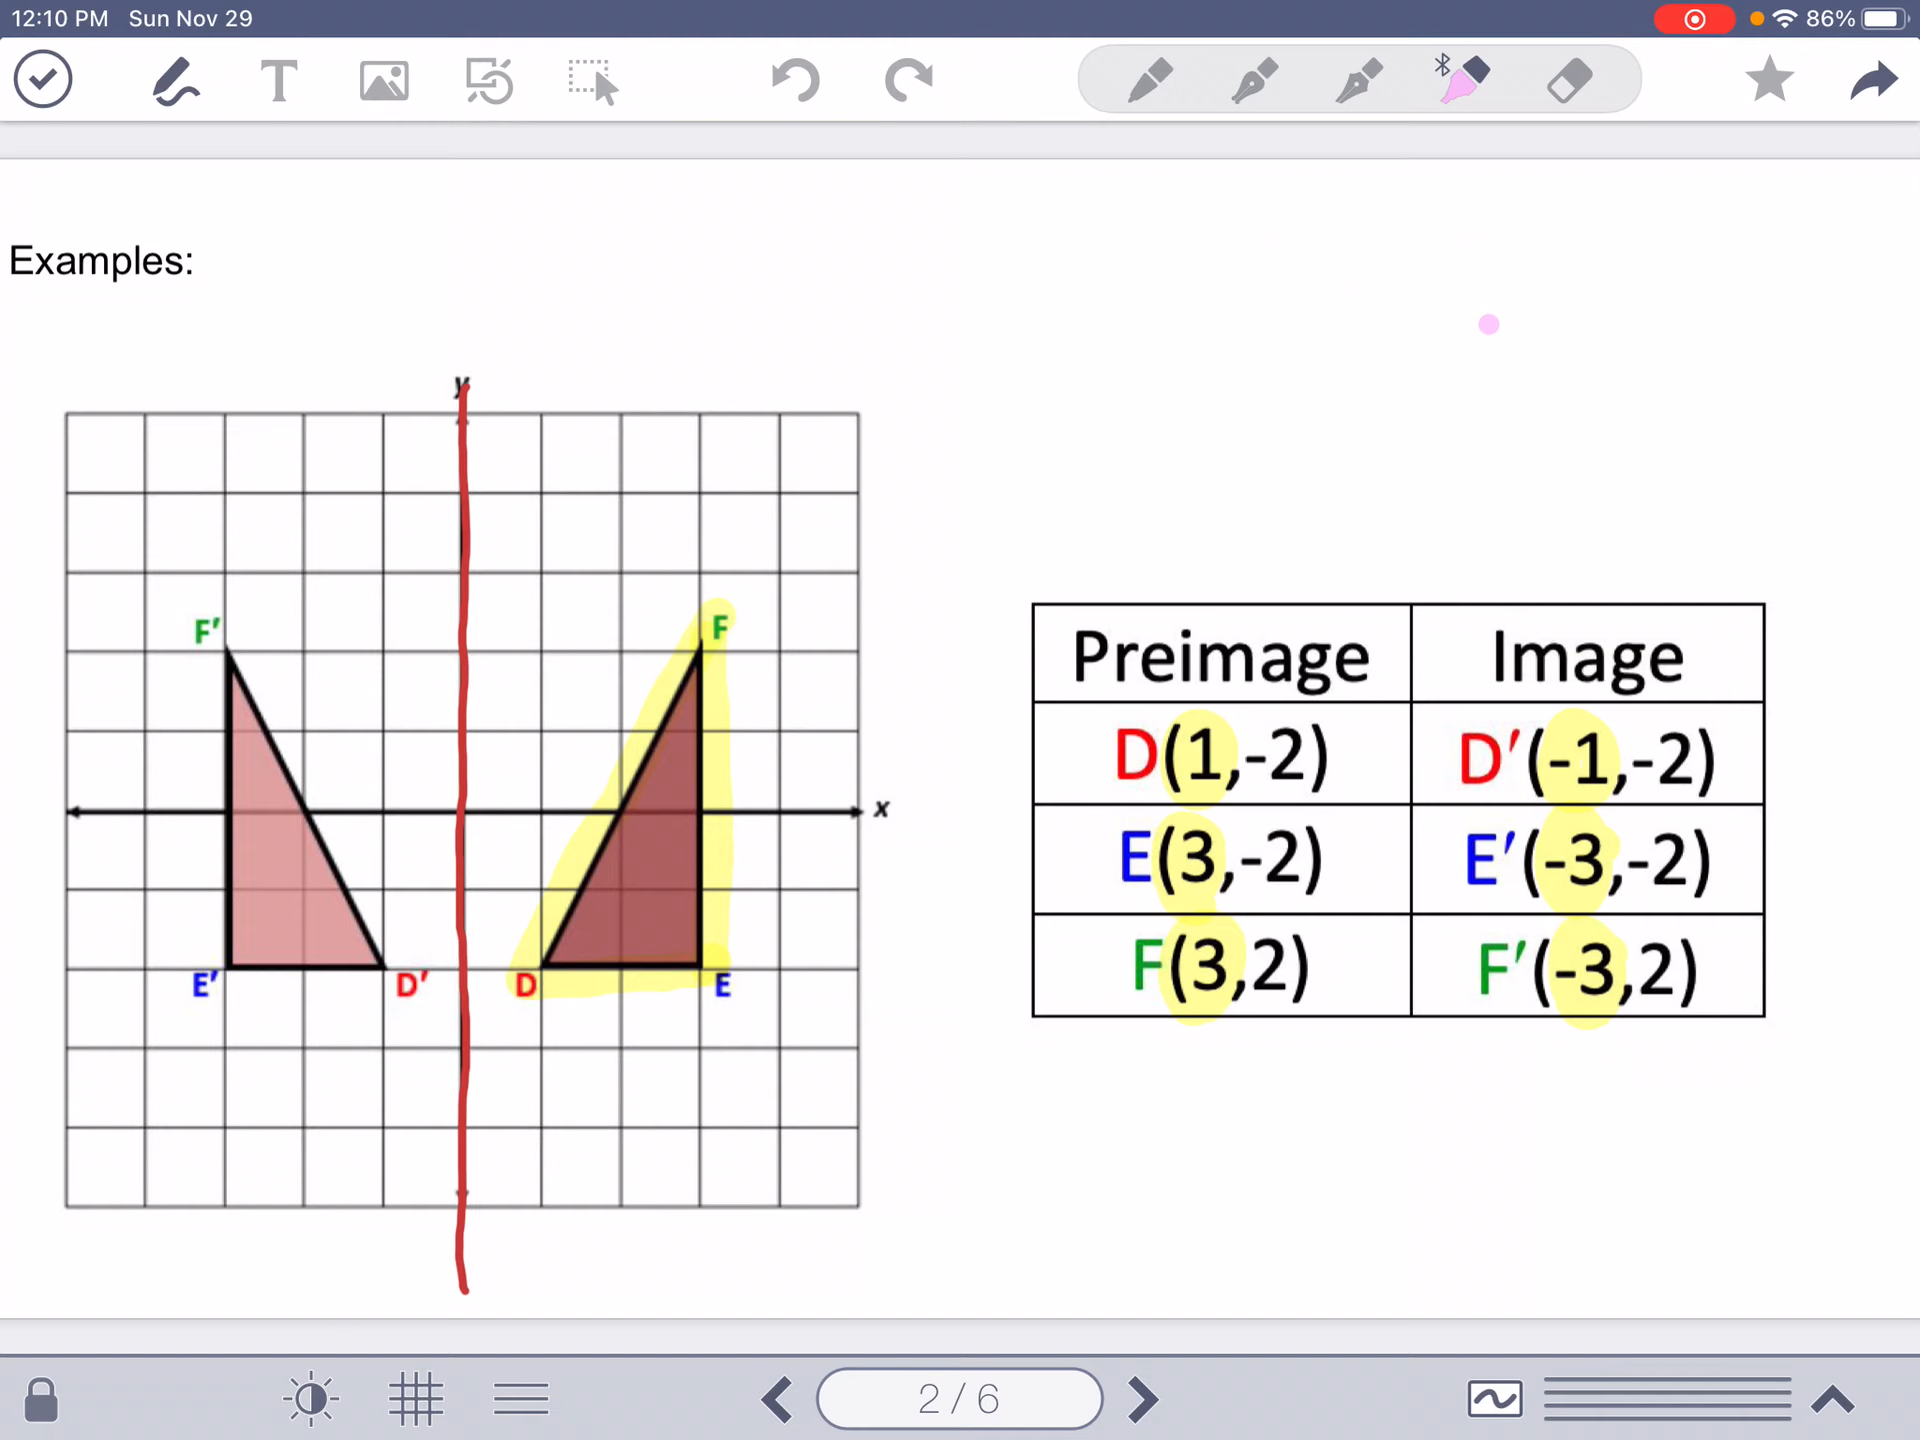 12:10 PM Sun Nov 29
86%
T
Examples:
y
F' F
x
E' D' D E
Preimage Image
D(1,-2) D'(-1,-2)
E(3,-2) E'(-3,-2)
F(3,2) F'(-3,2)
2 / 6